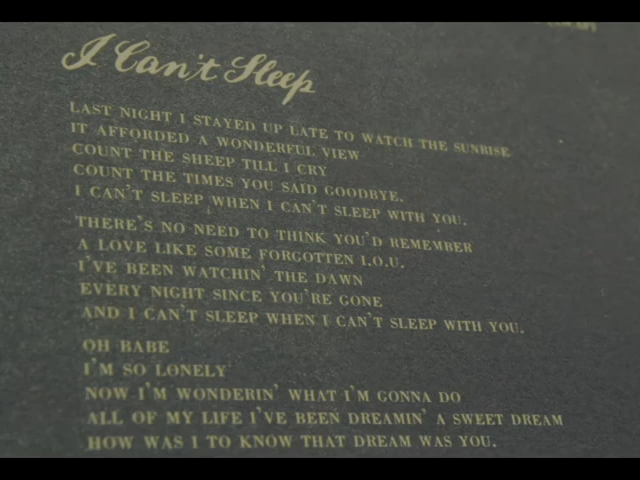 I Can't Sleep
LAST NIGHT I STAYED UP LATE TO WATCH THE SUNRISE
IT AFFORDED A WONDERFUL VIEW
COUNT THE SHEEP TILL I CRY
COUNT THE TIMES YOU SAID GOODBYE.
I CAN'T SLEEP WHEN I CAN'T SLEEP WITH YOU.
THERE'S NO NEED TO THINK YOU'D REMEMBER
A LOVE LIKE SOME FORGOTTEN I.O.U.
I'VE BEEN WATCHIN' THE DAWN
EVERY NIGHT SINCE YOU'RE GONE
AND I CAN'T SLEEP WHEN I CAN'T SLEEP WITH YOU.
OH BABE
I'M SO LONELY
NOW I'M WONDERIN' WHAT I'M GONNA DO
ALL OF MY LIFE I'VE BEEN DREAMIN' A SWEET DREAM
HOW WAS I TO KNOW THAT DREAM WAS YOU.